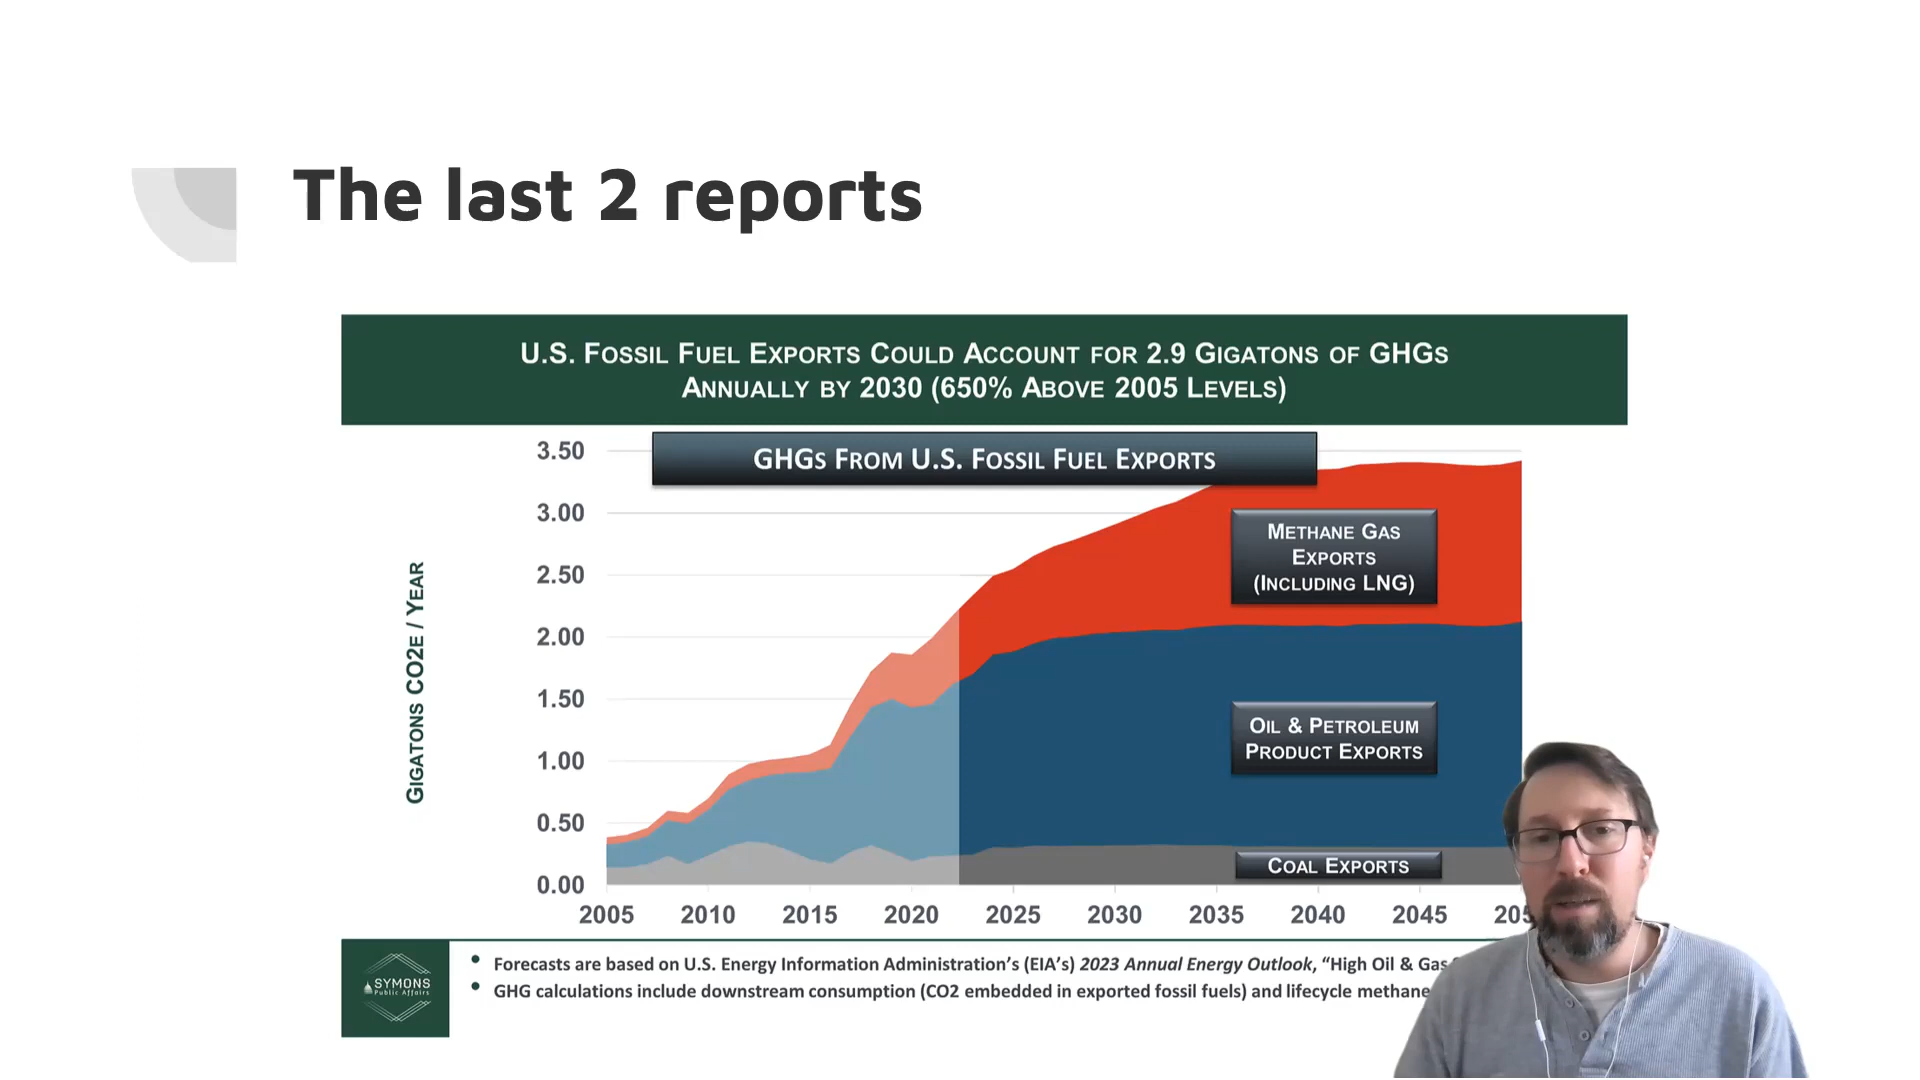 The last 2 reports
U.S. FOSSIL FUEL EXPORTS COULD ACCOUNT FOR 2.9 GIGATONS OF GHGS
ANNUALLY BY 2030 (650% ABOVE 2005 LEVELS)
GHGS FROM U.S. FOSSIL FUEL EXPORTS
3.50
3.00
2.50
2.00
1.50
1.00
0.50
0.00
GIGATONS CO2E / YEAR
METHANE GAS
EXPORTS
(INCLUDING LNG)
OIL & PETROLEUM
PRODUCT EXPORTS
COAL EXPORTS
2005 2010 2015 2020 2025 2030 2035 2040 2045
SYMONS
Public Affairs
• Forecasts are based on U.S. Energy Information Administration's (EIA's) 2023 Annual Energy Outlook, "High Oil & Gas
• GHG calculations include downstream consumption (CO2 embedded in exported fossil fuels) and lifecycle methane